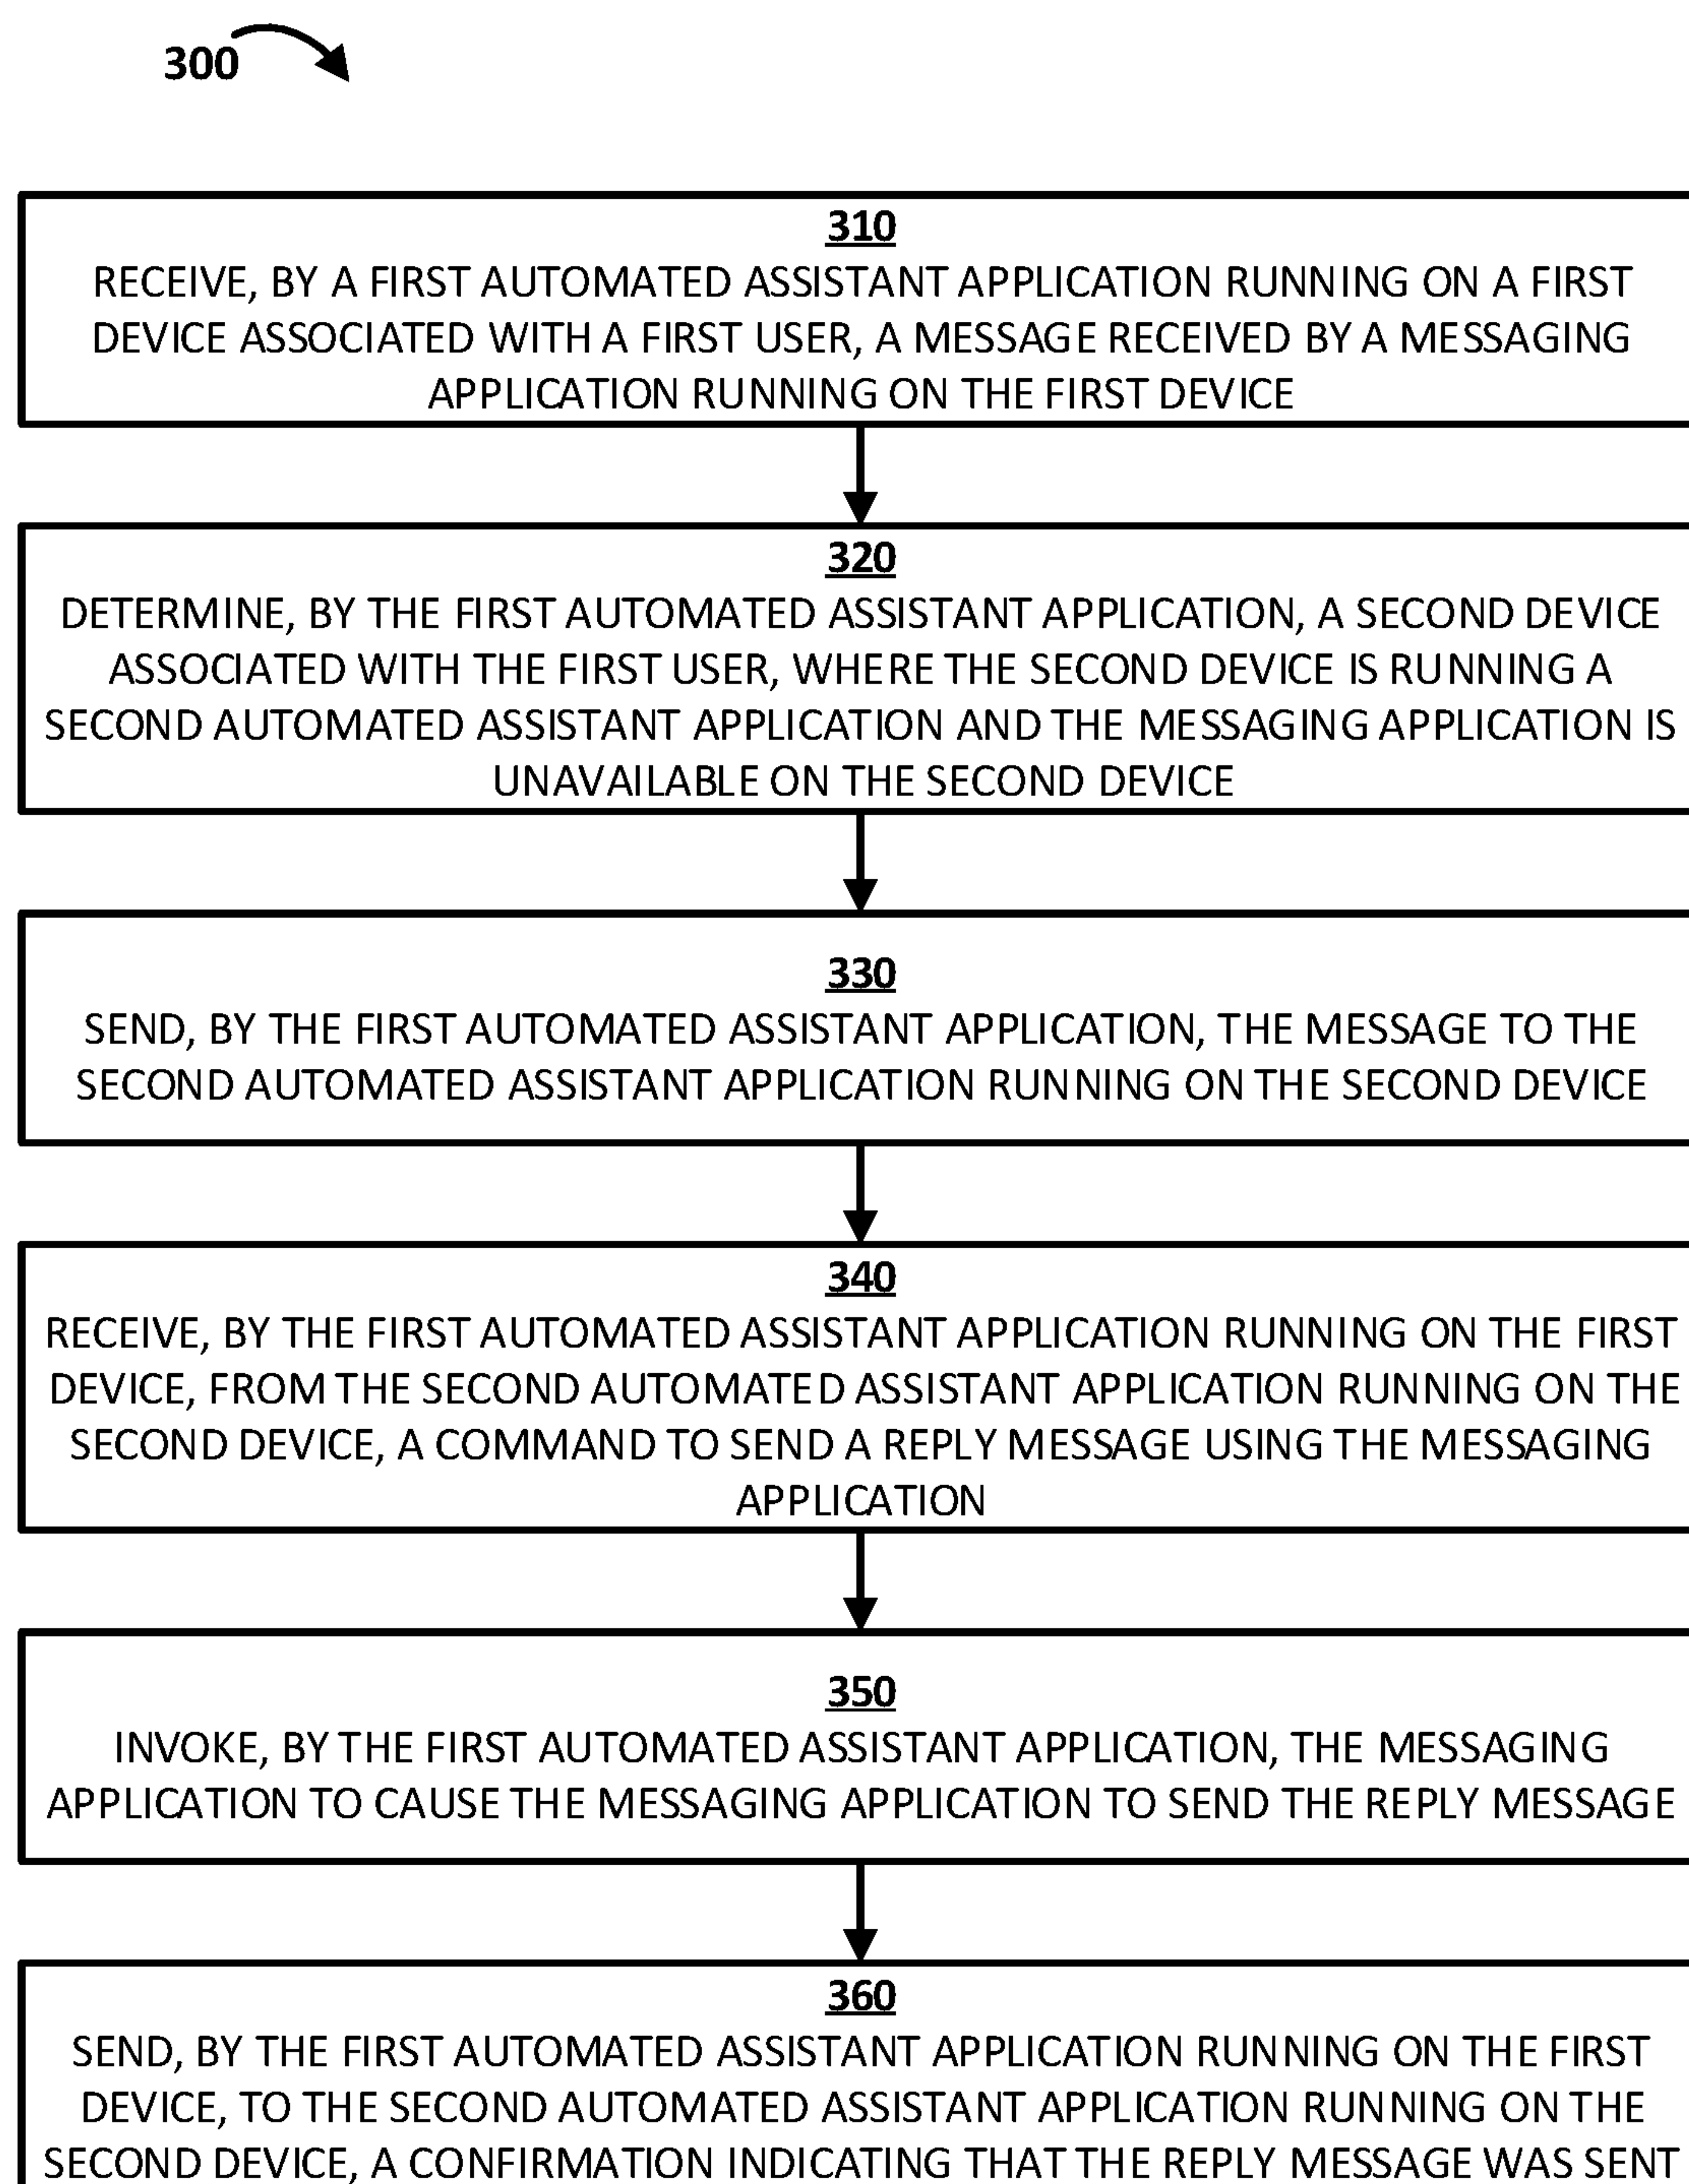 300
310
RECEIVE, BY A FIRST AUTOMATED ASSISTANT APPLICATION RUNNING ON A FIRST
DEVICE ASSOCIATED WITH A FIRST USER, A MESSAGE RECEIVED BY A MESSAGING
APPLICATION RUNNING ON THE FIRST DEVICE
320
DETERMINE, BY THE FIRST AUTOMATED ASSISTANT APPLICATION, A SECOND DEVICE
ASSOCIATED WITH THE FIRST USER, WHERE THE SECOND DEVICE IS RUNNING A
SECOND AUTOMATED ASSISTANT APPLICATION AND THE MESSAGING APPLICATION IS
UNAVAILABLE ON THE SECOND DEVICE
330
SEND, BY THE FIRST AUTOMATED ASSISTANT APPLICATION, THE MESSAGE TO THE
SECOND AUTOMATED ASSISTANT APPLICATION RUNNING ON THE SECOND DEVICE
340
RECEIVE, BY THE FIRST AUTOMATED ASSISTANT APPLICATION RUNNING ON THE FIRST
DEVICE, FROM THE SECOND AUTOMATED ASSISTANT APPLICATION RUNNING ON THE
SECOND DEVICE, A COMMAND TO SEND A REPLY MESSAGE USING THE MESSAGING
APPLICATION
350
INVOKE, BY THE FIRST AUTOMATED ASSISTANT APPLICATION, THE MESSAGING
APPLICATION TO CAUSE THE MESSAGING APPLICATION TO SEND THE REPLY MESSAGE
360
SEND, BY THE FIRST AUTOMATED ASSISTANT APPLICATION RUNNING ON THE FIRST
DEVICE, TO THE SECOND AUTOMATED ASSISTANT APPLICATION RUNNING ON THE
SECOND DEVICE, A CONFIRMATION INDICATING THAT THE REPLY MESSAGE WAS SENT